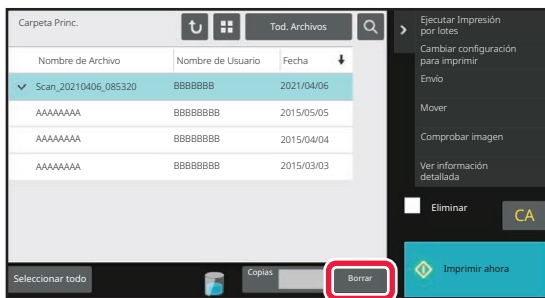 Carpeta Princ.
Tod. Archivos
Nombre de Archivo Nombre de Usuario Fecha
Scan_20210406_085320 BBBBBBB 2021/04/06
AAAAAAAA BBBBBBBB 2015/05/05
AAAAAAAA BBBBBBBB 2015/04/04
AAAAAAAA BBBBBBBB 2015/03/03
Seleccionar todo
Copias
Borrar
Ejecutar Impresión
por lotes
Cambiar configuración
para imprimir
Envío
Mover
Comprobar imagen
Ver información
detallada
Eliminar
CA
Imprimir ahora